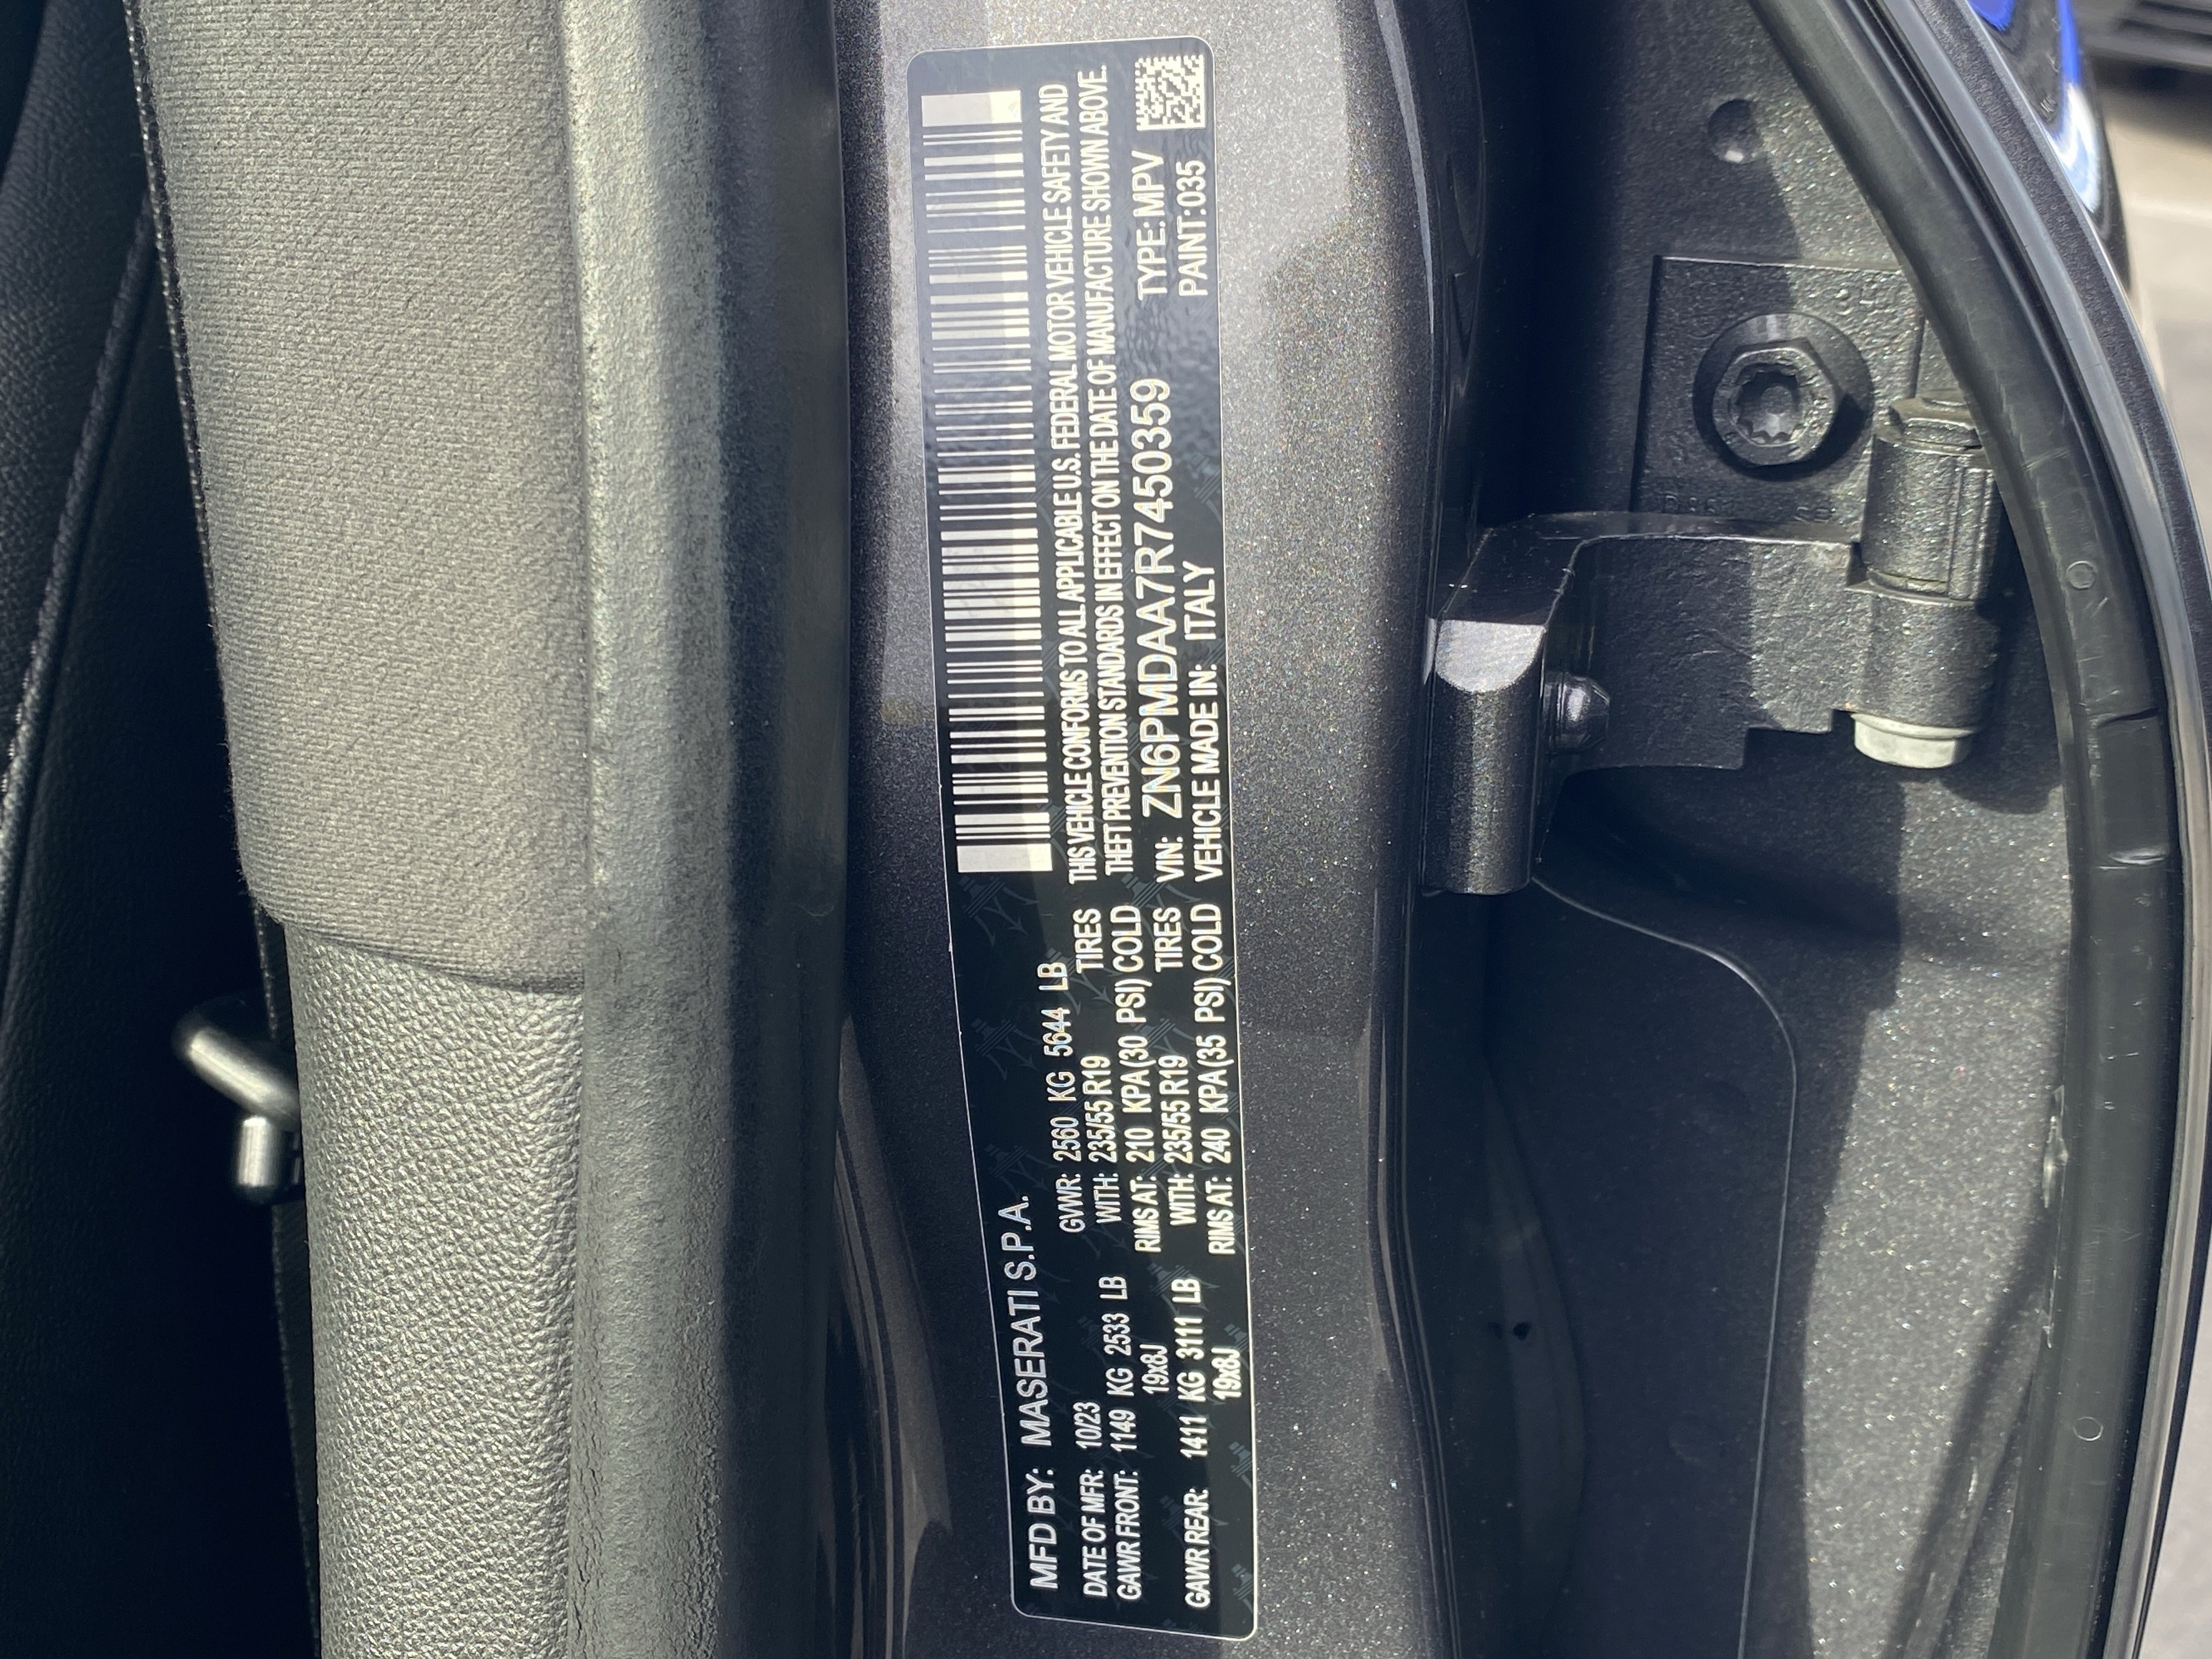 MFD BY: MASERATI S.P.A.
DATE OF MFR: 10/23 GVWR: 2560 KG 5644 LB
GAWR FRONT: 1149 KG 2533 LB WITH: 235/55 R19 TIRES
19x8J RIMS AT: 210 KPA(30 PSI) COLD
GAWR REAR: 1411 KG 3111 LB WITH: 235/55 R19 TIRES
19x8J RIMS AT: 240 KPA(35 PSI) COLD
THIS VEHICLE CONFORMS TO ALL APPLICABLE U.S. FEDERAL MOTOR VEHICLE SAFETY AND
THEFT PREVENTION STANDARDS IN EFFECT ON THE DATE OF MANUFACTURE SHOWN ABOVE.
VIN: ZN6PMDAA7R7450359 TYPE: MPV
VEHICLE MADE IN: ITALY PAINT:035